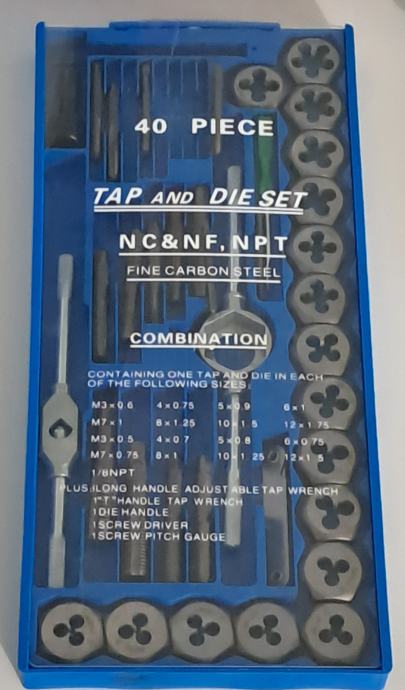 40 PIECE
TAP AND DIE SET
NC&NF, NPT
FINE CARBON STEEL
COMBINATION
CONTAINING ONE TAP AND DIE IN EACH
OF THE FOLLOWING SIZES:
M3×0.6 4×0.75 5×0.9 6×1
M7×1 8×1.25 10×1.5 12×1.75
M3×0.5 4×0.7 5×0.8 6×0.75
M7×0.75 8×1 10×1.25 12×1.5
1/8NPT
PLUS:1LONG HANDLE ADJUSTABLE TAP WRENCH
1"T"HANDLE TAP WRENCH
1DIE HANDLE
1SCREW DRIVER
1SCREW PITCH GAUGE